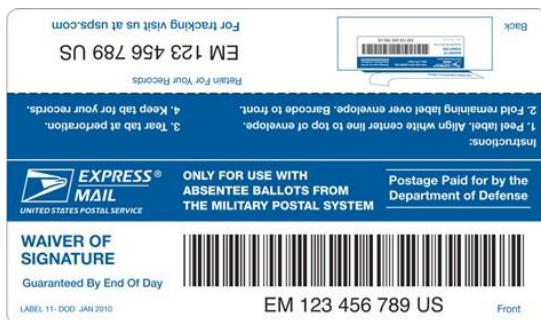 For tracking visit us at usps.com
EM 123 456 789 US
Retain For Your Records
Back
Instructions:
1. Peel label. Align white center line to top of envelope.
2. Fold remaining label over envelope. Barcode to front.
3. Tear tab at perforation.
4. Keep tab for your records.
EXPRESS®
MAIL
UNITED STATES POSTAL SERVICE
ONLY FOR USE WITH
ABSENTEE BALLOTS FROM
THE MILITARY POSTAL SYSTEM
Postage Paid for by the
Department of Defense
WAIVER OF
SIGNATURE
Guaranteed By End Of Day
LABEL 11- DOD JAN 2010
EM 123 456 789 US
Front